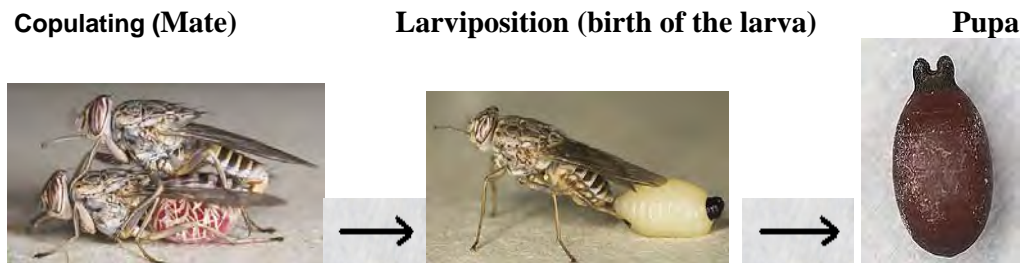 Copulating (Mate) Larviposition (birth of the larva) Pupa